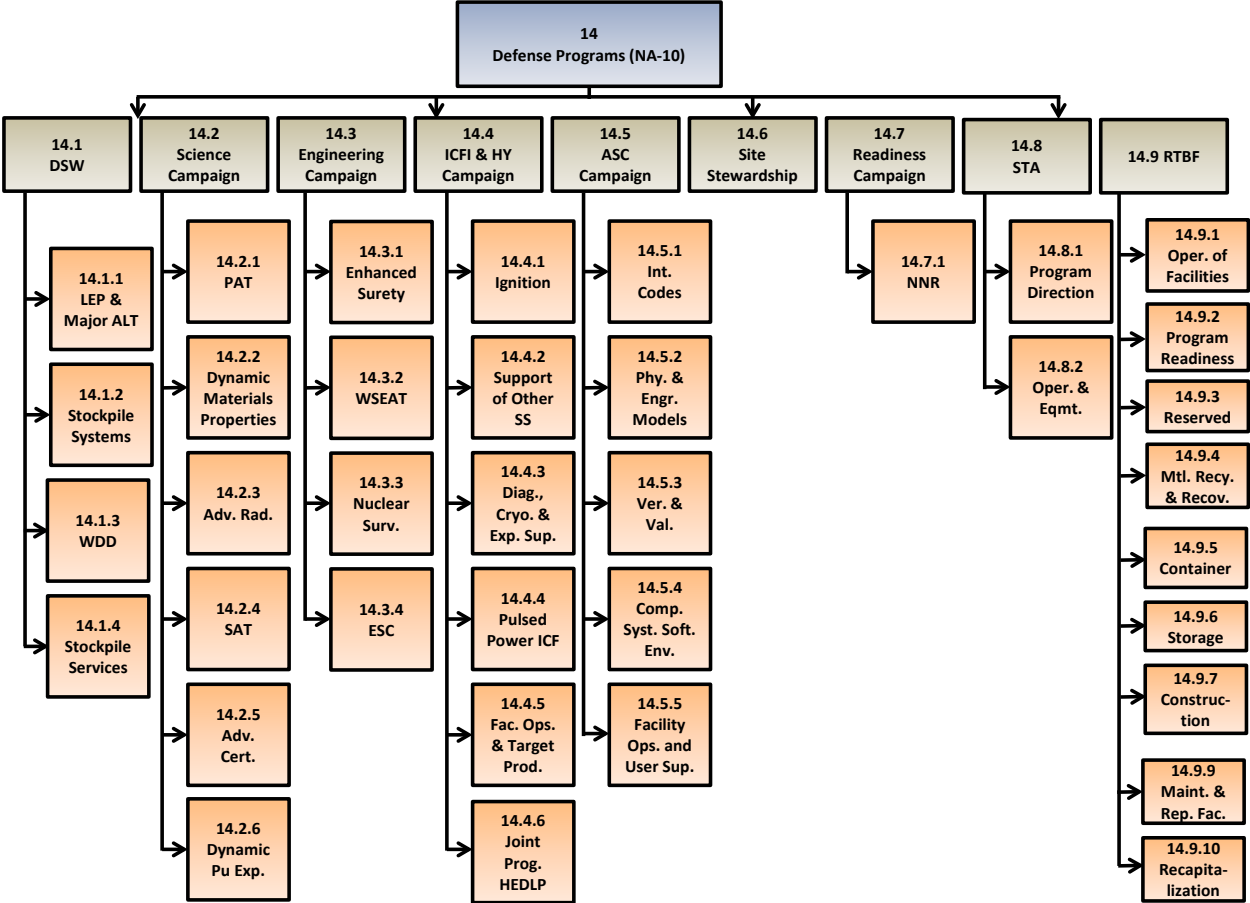 14
Defense Programs (NA-10)
14.1
DSW
14.2
Science
Campaign
14.3
Engineering
Campaign
14.4
ICFI & HY
Campaign
14.5
ASC
Campaign
14.6
Site
Stewardship
14.7
Readiness
Campaign
14.8
STA
14.9 RTBF
14.1.1
LEP &
Major ALT
14.1.2
Stockpile
Systems
14.1.3
WDD
14.1.4
Stockpile
Services
14.2.1
PAT
14.2.2
Dynamic
Materials
Properties
14.2.3
Adv. Rad.
14.2.4
SAT
14.2.5
Adv.
Cert.
14.2.6
Dynamic
Pu Exp.
14.3.1
Enhanced
Surety
14.3.2
WSEAT
14.3.3
Nuclear
Surv.
14.3.4
ESC
14.4.1
Ignition
14.4.2
Support
of Other
SS
14.4.3
Diag.,
Cryo. &
Exp. Sup.
14.4.4
Pulsed
Power ICF
14.4.5
Fac. Ops.
& Target
Prod.
14.4.6
Joint
Prog.
HEDLP
14.5.1
Int.
Codes
14.5.2
Phy. &
Engr.
Models
14.5.3
Ver. &
Val.
14.5.4
Comp.
Syst. Soft.
Env.
14.5.5
Facility
Ops. and
User Sup.
14.7.1
NNR
14.8.1
Program
Direction
14.8.2
Oper. &
Eqmt.
14.9.1
Oper. of
Facilities
14.9.2
Program
Readiness
14.9.3
Reserved
14.9.4
Mtl. Recy.
& Recov.
14.9.5
Container
14.9.6
Storage
14.9.7
Construc-
tion
14.9.9
Maint. &
Rep. Fac.
14.9.10
Recapita-
lization